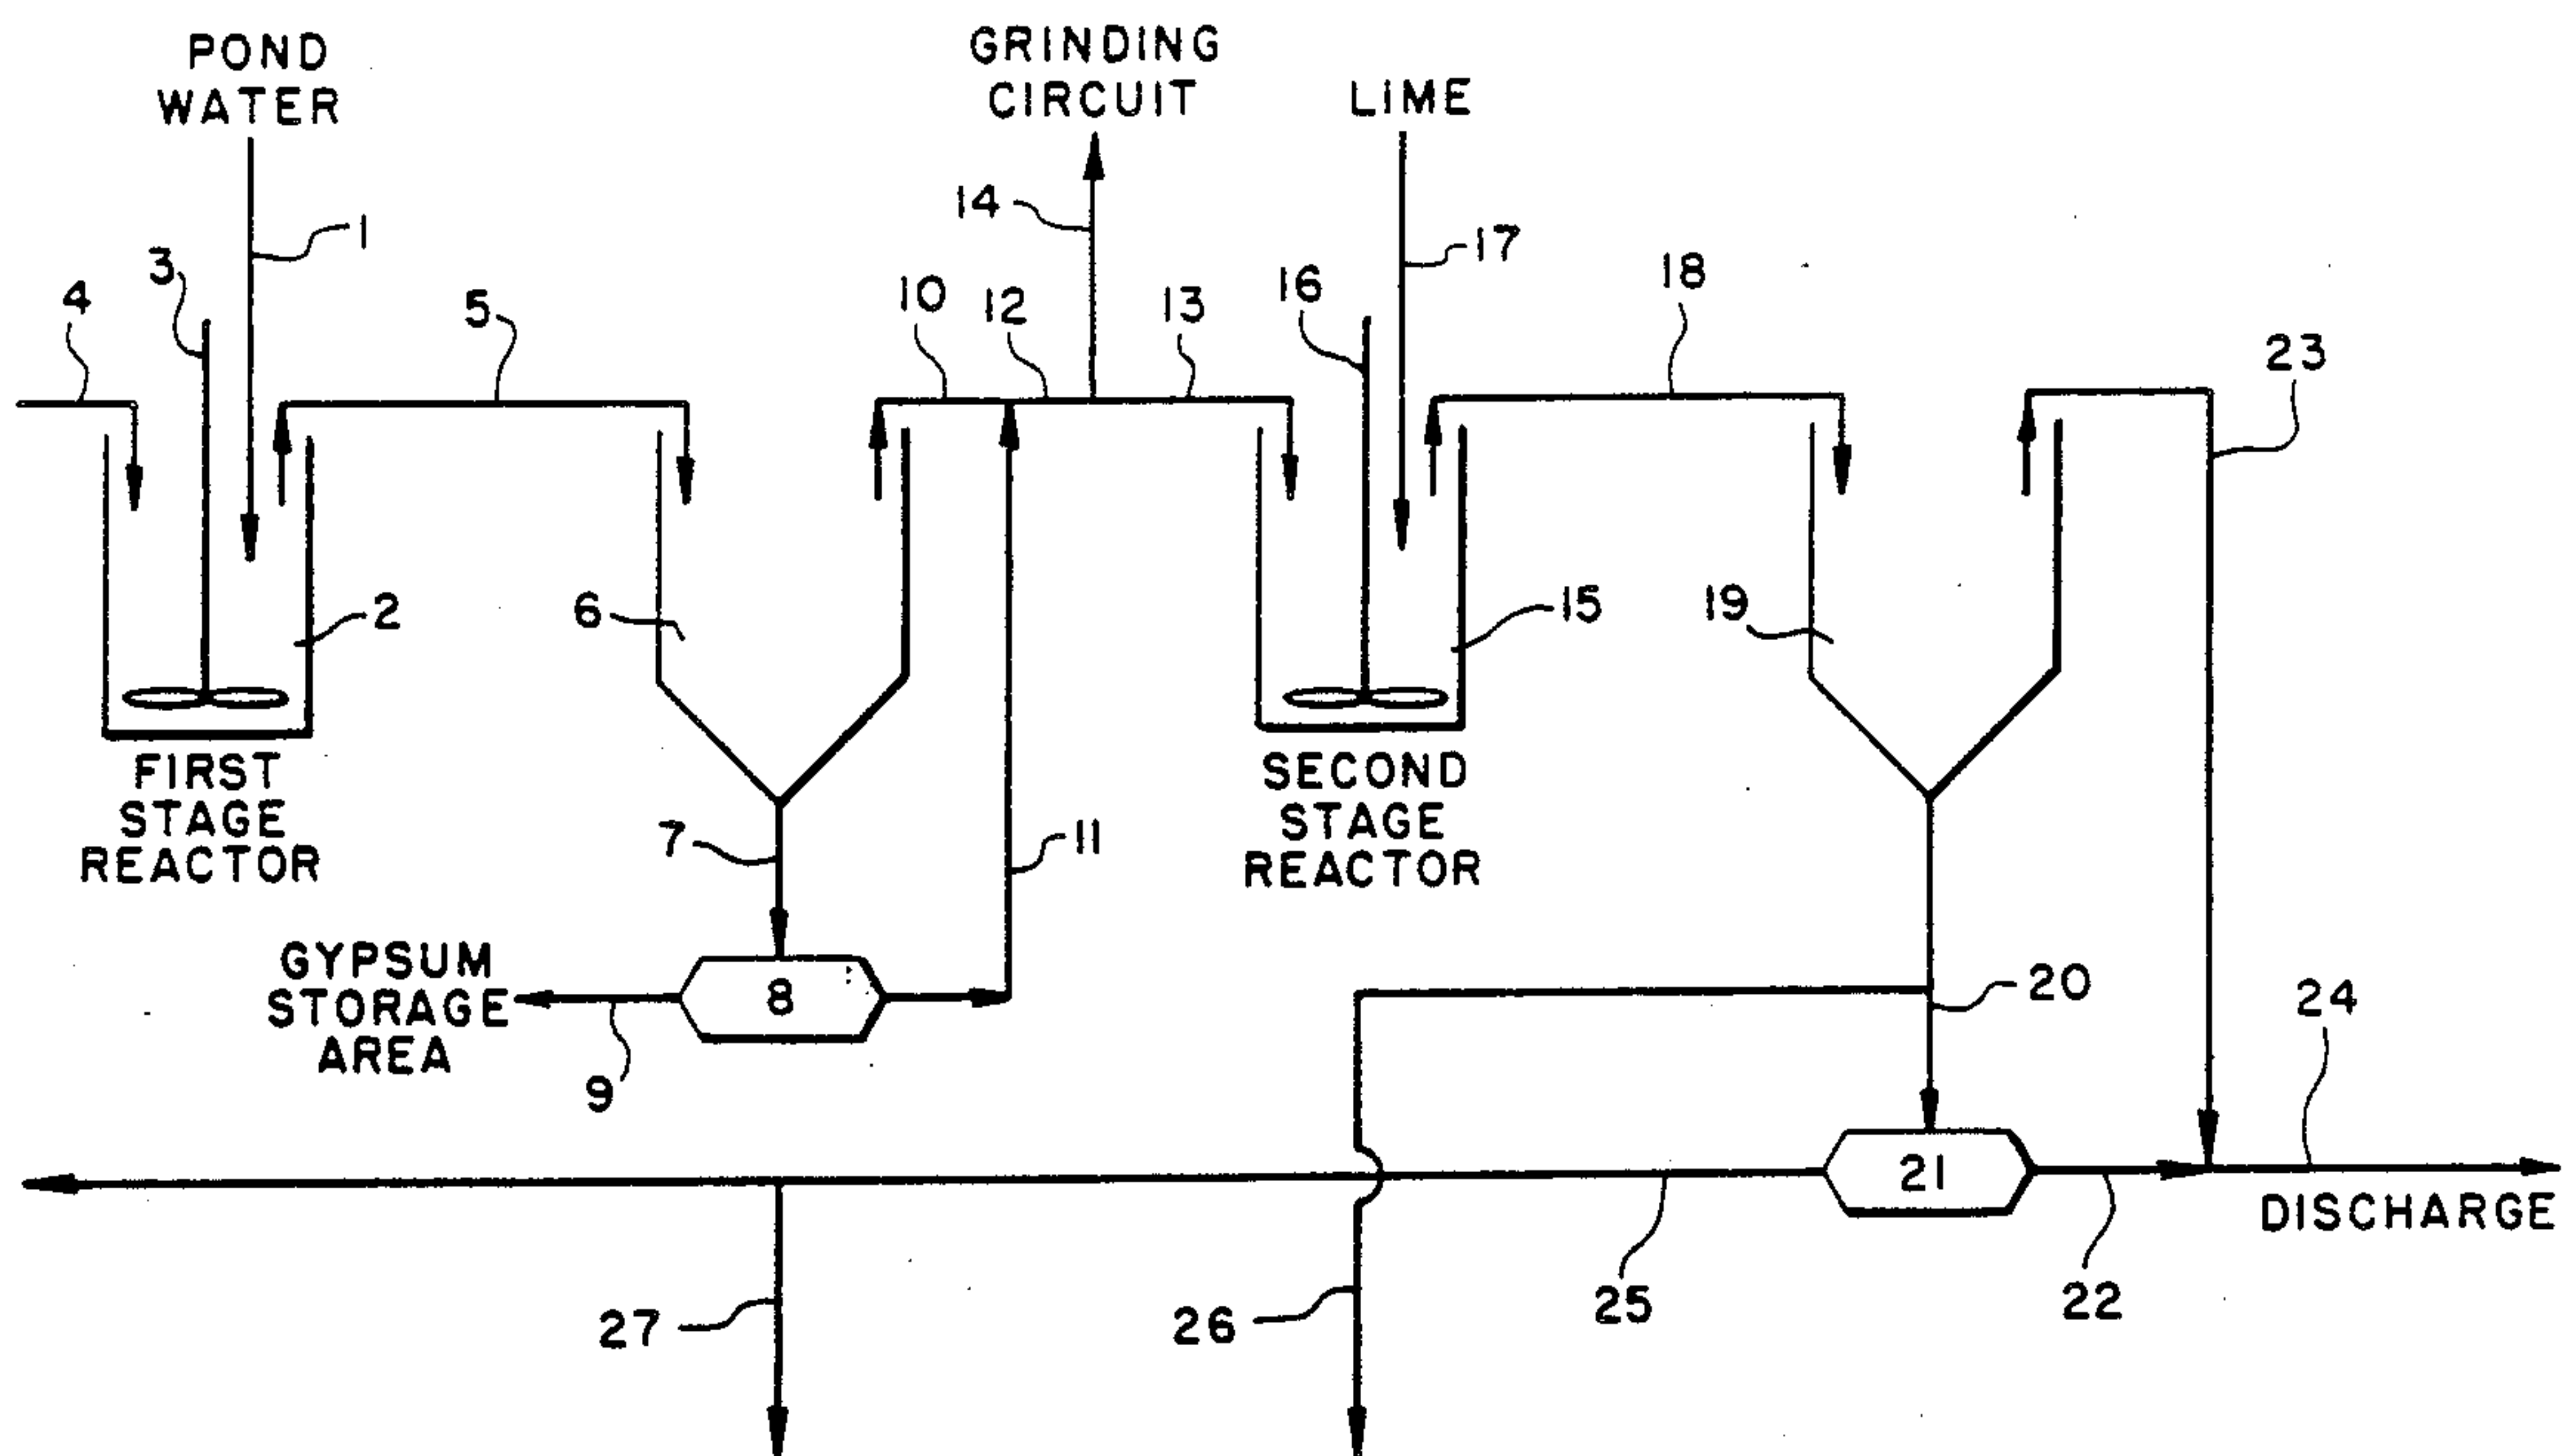 POND
WATER
GRINDING
CIRCUIT
LIME
1
14
17
3
4
5
10
12
13
16
18
23
2
6
15
19
FIRST
STAGE
REACTOR
SECOND
STAGE
REACTOR
7
11
GYPSUM
STORAGE
AREA
8
9
20
24
21
DISCHARGE
27
26
25
22